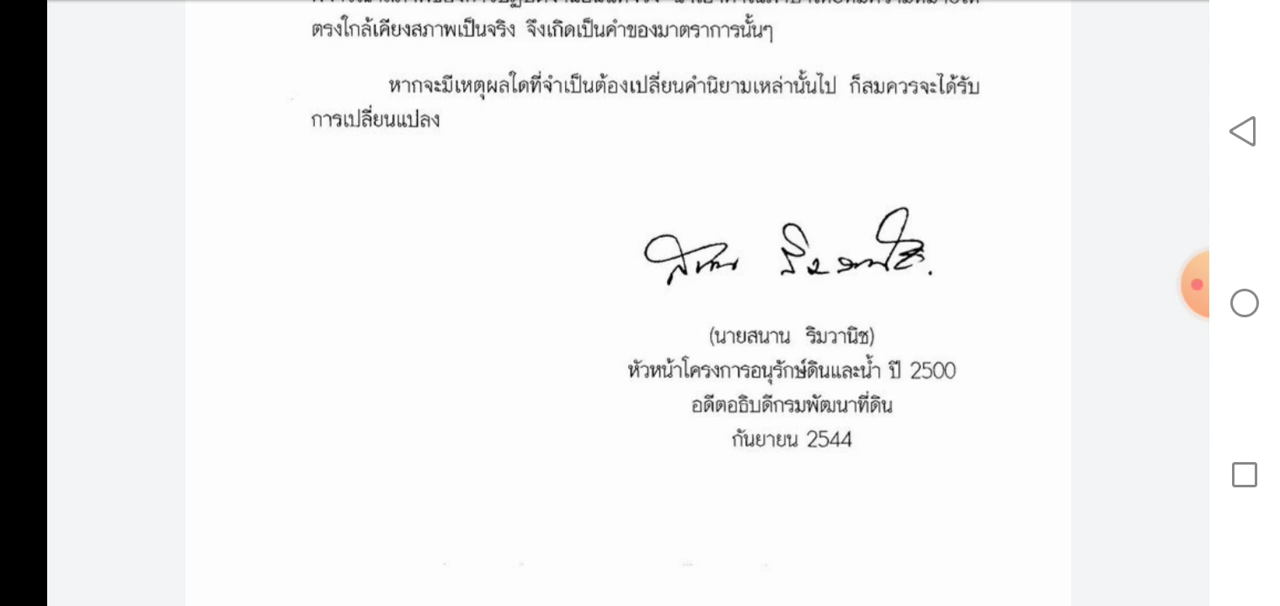 ตรงใกล้เคียงสภาพเป็นจริง จึงเกิดเป็นคำของมาตราการนั้นๆ
หากจะมีเหตุผลใดที่จำเป็นต้องเปลี่ยนคำนิยามเหล่านั้นไป ก็สมควรจะได้รับ
การเปลี่ยนแปลง
(นายสนาน ริมวานิช)
หัวหน้าโครงการอนุรักษ์ดินและน้ำ ปี 2500
อดีตอธิบดีกรมพัฒนาที่ดิน
กันยายน 2544